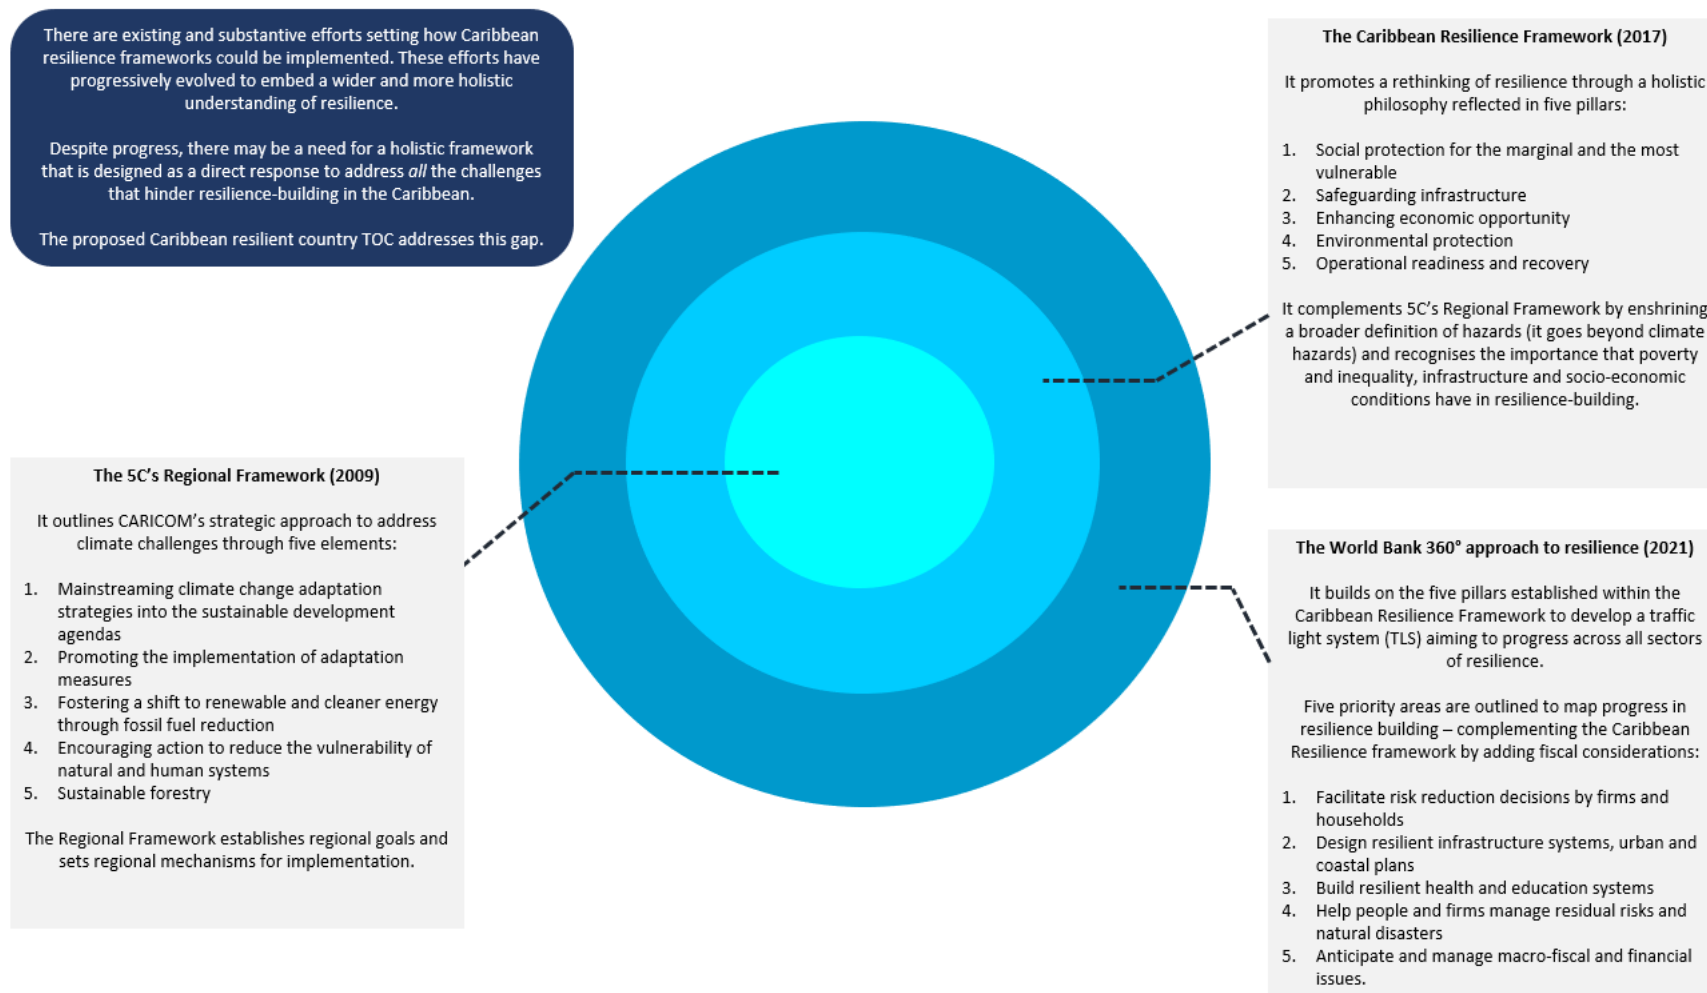 There are existing and substantive efforts setting how Caribbean
resilience frameworks could be implemented. These efforts have
progressively evolved to embed a wider and more holistic
understanding of resilience.
Despite progress, there may be a need for a holistic framework
that is designed as a direct response to address all the challenges
that hinder resilience-building in the Caribbean.
The proposed Caribbean resilient country TOC addresses this gap.
The 5C's Regional Framework (2009)
It outlines CARICOM's strategic approach to address
climate challenges through five elements:
1. Mainstreaming climate change adaptation
strategies into the sustainable development
agendas
2. Promoting the implementation of adaptation
measures
3. Fostering a shift to renewable and cleaner energy
through fossil fuel reduction
4. Encouraging action to reduce the vulnerability of
natural and human systems
5. Sustainable forestry
The Regional Framework establishes regional goals and
sets regional mechanisms for implementation.
The Caribbean Resilience Framework (2017)
It promotes a rethinking of resilience through a holistic
philosophy reflected in five pillars:
1. Social protection for the marginal and the most
vulnerable
2. Safeguarding infrastructure
3. Enhancing economic opportunity
4. Environmental protection
5. Operational readiness and recovery
It complements 5C's Regional Framework by enshrining
a broader definition of hazards (it goes beyond climate
hazards) and recognises the importance that poverty
and inequality, infrastructure and socio-economic
conditions have in resilience-building.
The World Bank 360° approach to resilience (2021)
It builds on the five pillars established within the
Caribbean Resilience Framework to develop a traffic
light system (TLS) aiming to progress across all sectors
of resilience.
Five priority areas are outlined to map progress in
resilience building – complementing the Caribbean
Resilience framework by adding fiscal considerations:
1. Facilitate risk reduction decisions by firms and
households
2. Design resilient infrastructure systems, urban and
coastal plans
3. Build resilient health and education systems
4. Help people and firms manage residual risks and
natural disasters
5. Anticipate and manage macro-fiscal and financial
issues.